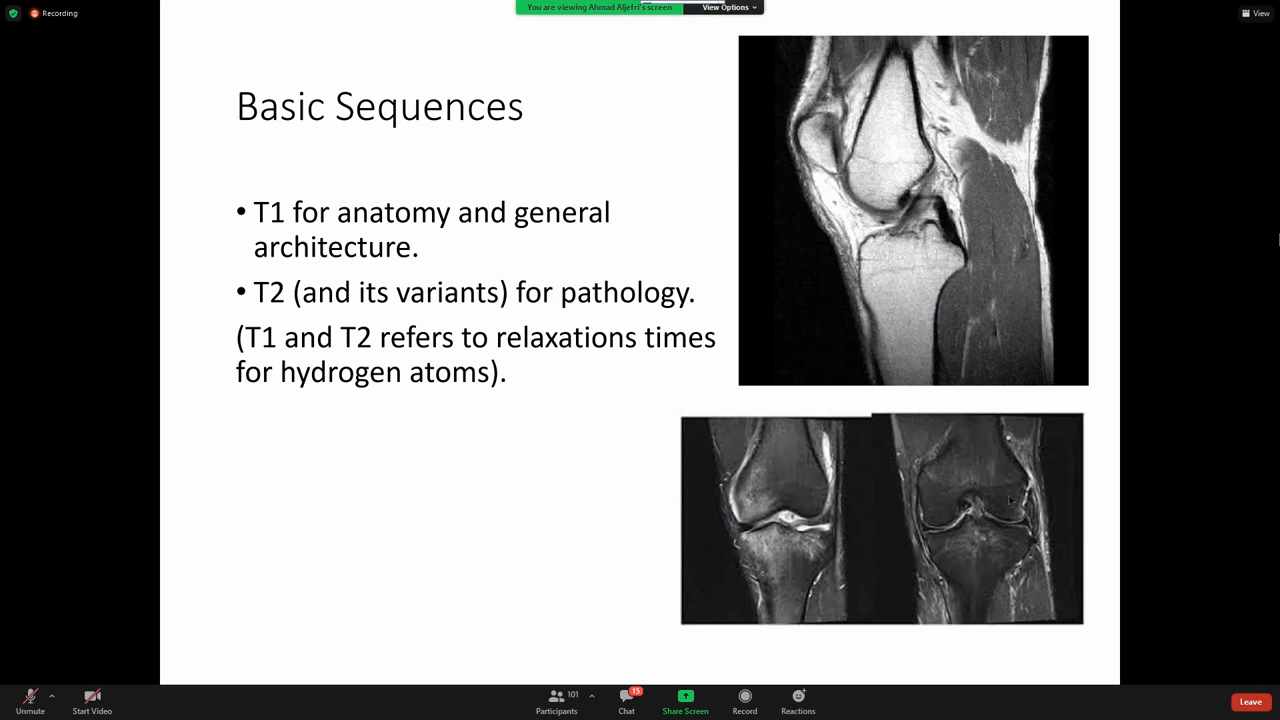 Recording
You are viewing Ahmad Aljefri's screen
View Options
View
Basic Sequences
• T1 for anatomy and general
architecture.
• T2 (and its variants) for pathology.
(T1 and T2 refers to relaxations times
for hydrogen atoms).
Unmute
Start Video
101
Participants
15
Chat
Share Screen
Record
Reactions
Leave